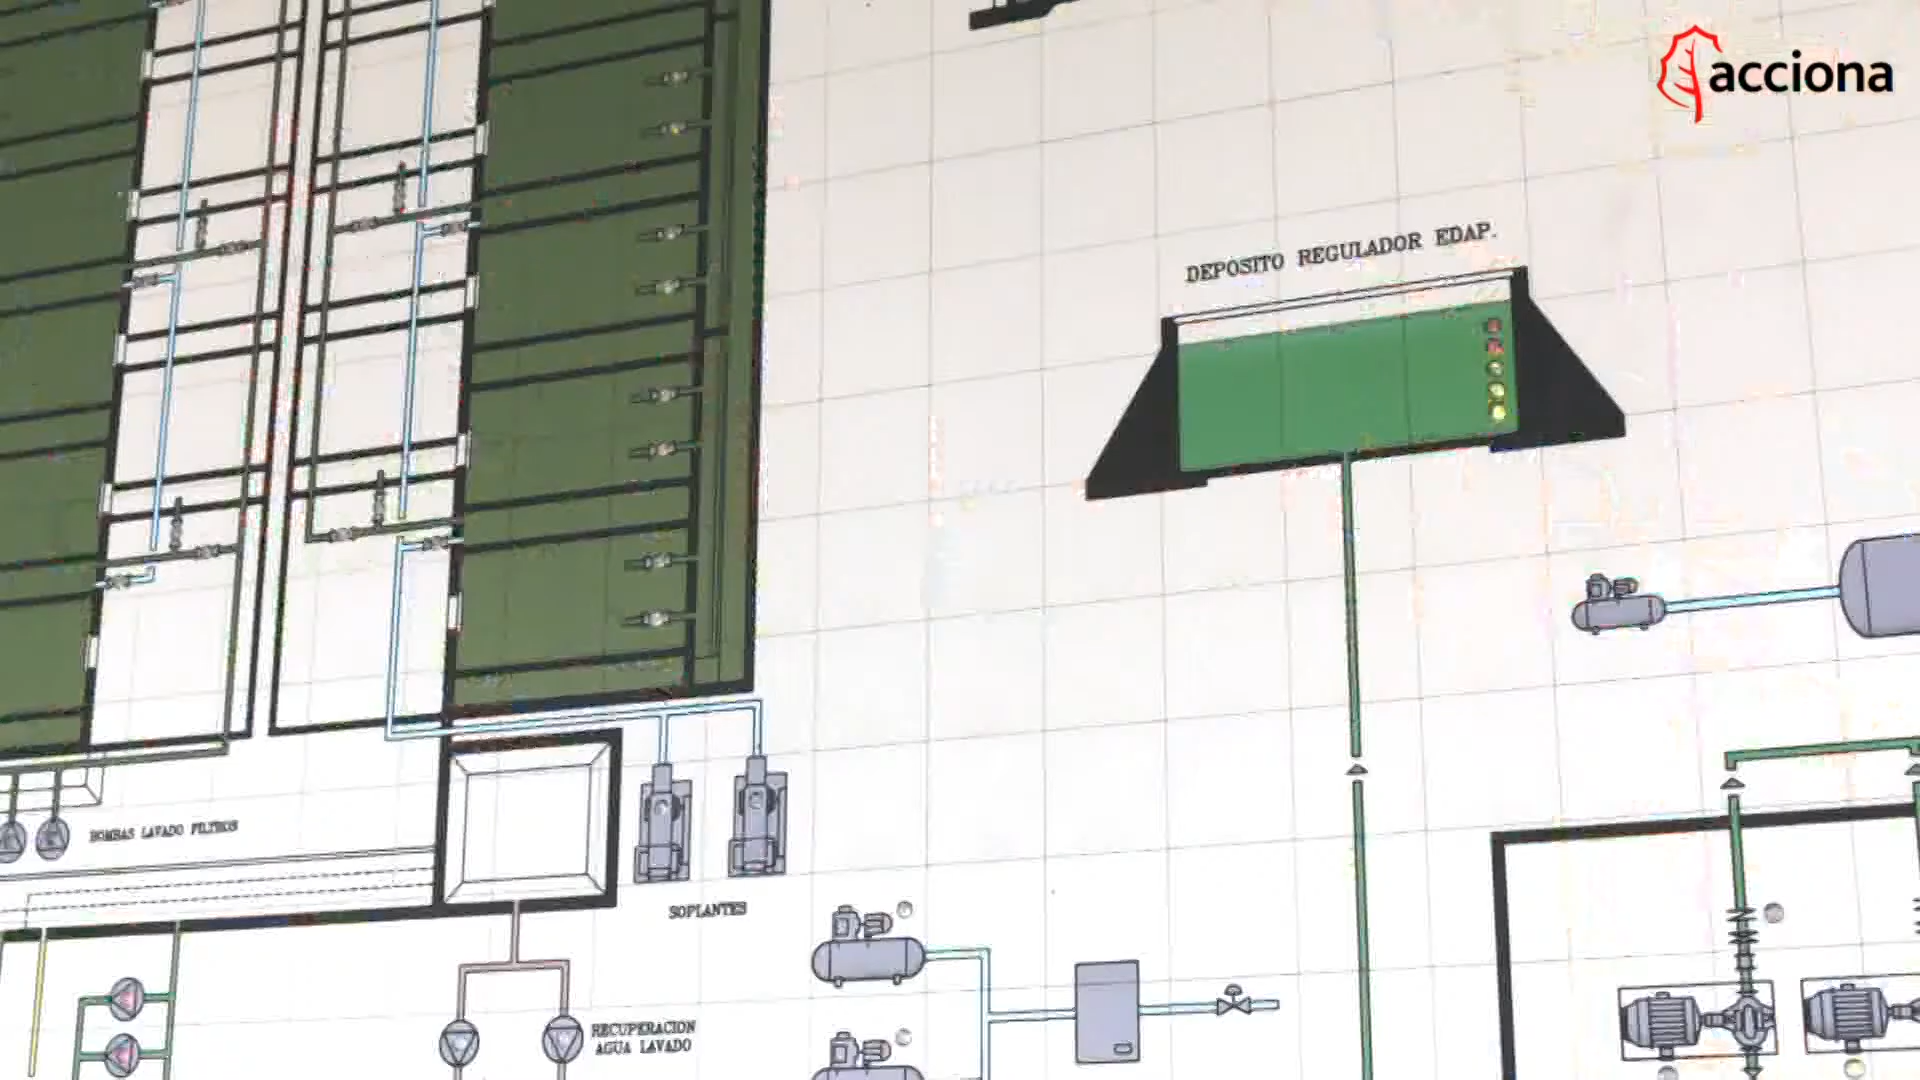 acciona
DEPOSITO REGULADOR EDAP.
BOMBAS LAVADO FILTROS
SOPLANTES
RECUPERACION
AGUA LAVADO